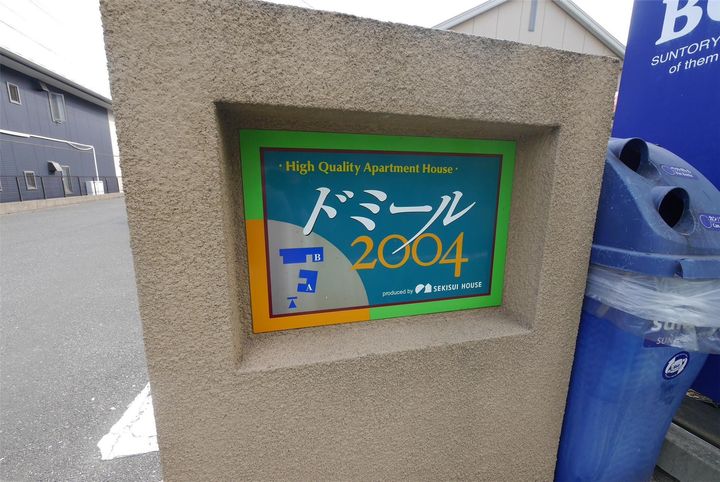 · High Quality Apartment House ·
ドミール
2004
B
A
produced by SEKISUI HOUSE
SUNTORY
of them